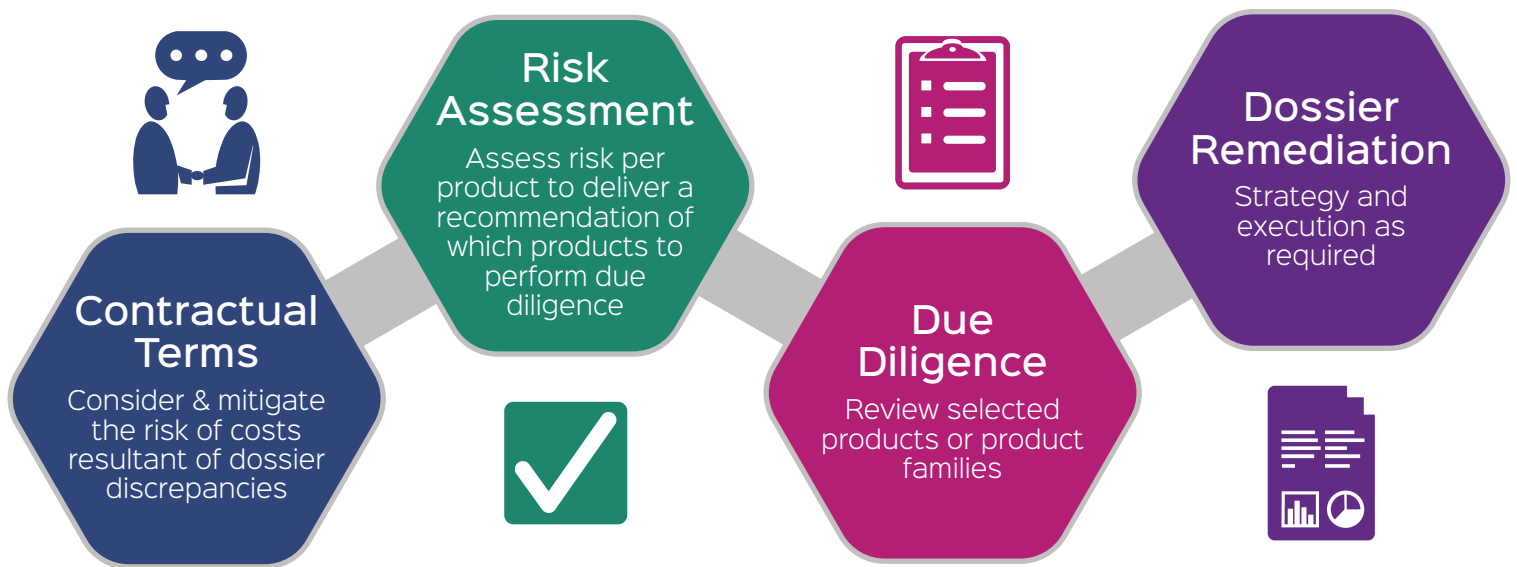 Contractual
Terms
Consider & mitigate
the risk of costs
resultant of dossier
discrepancies
Risk
Assessment
Assess risk per
product to deliver a
recommendation of
which products to
perform due
diligence
Due
Diligence
Review selected
products or product
families
Dossier
Remediation
Strategy and
execution as
required